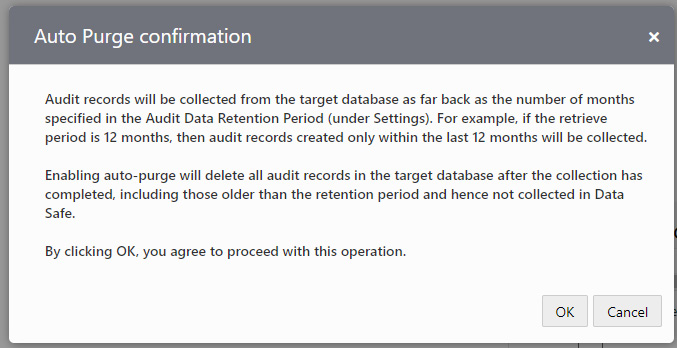 Auto Purge confirmation
×
Audit records will be collected from the target database as far back as the number of months
specified in the Audit Data Retention Period (under Settings). For example, if the retrieve
period is 12 months, then audit records created only within the last 12 months will be collected.
Enabling auto-purge will delete all audit records in the target database after the collection has
completed, including those older than the retention period and hence not collected in Data
Safe.
By clicking OK, you agree to proceed with this operation.
OK Cancel